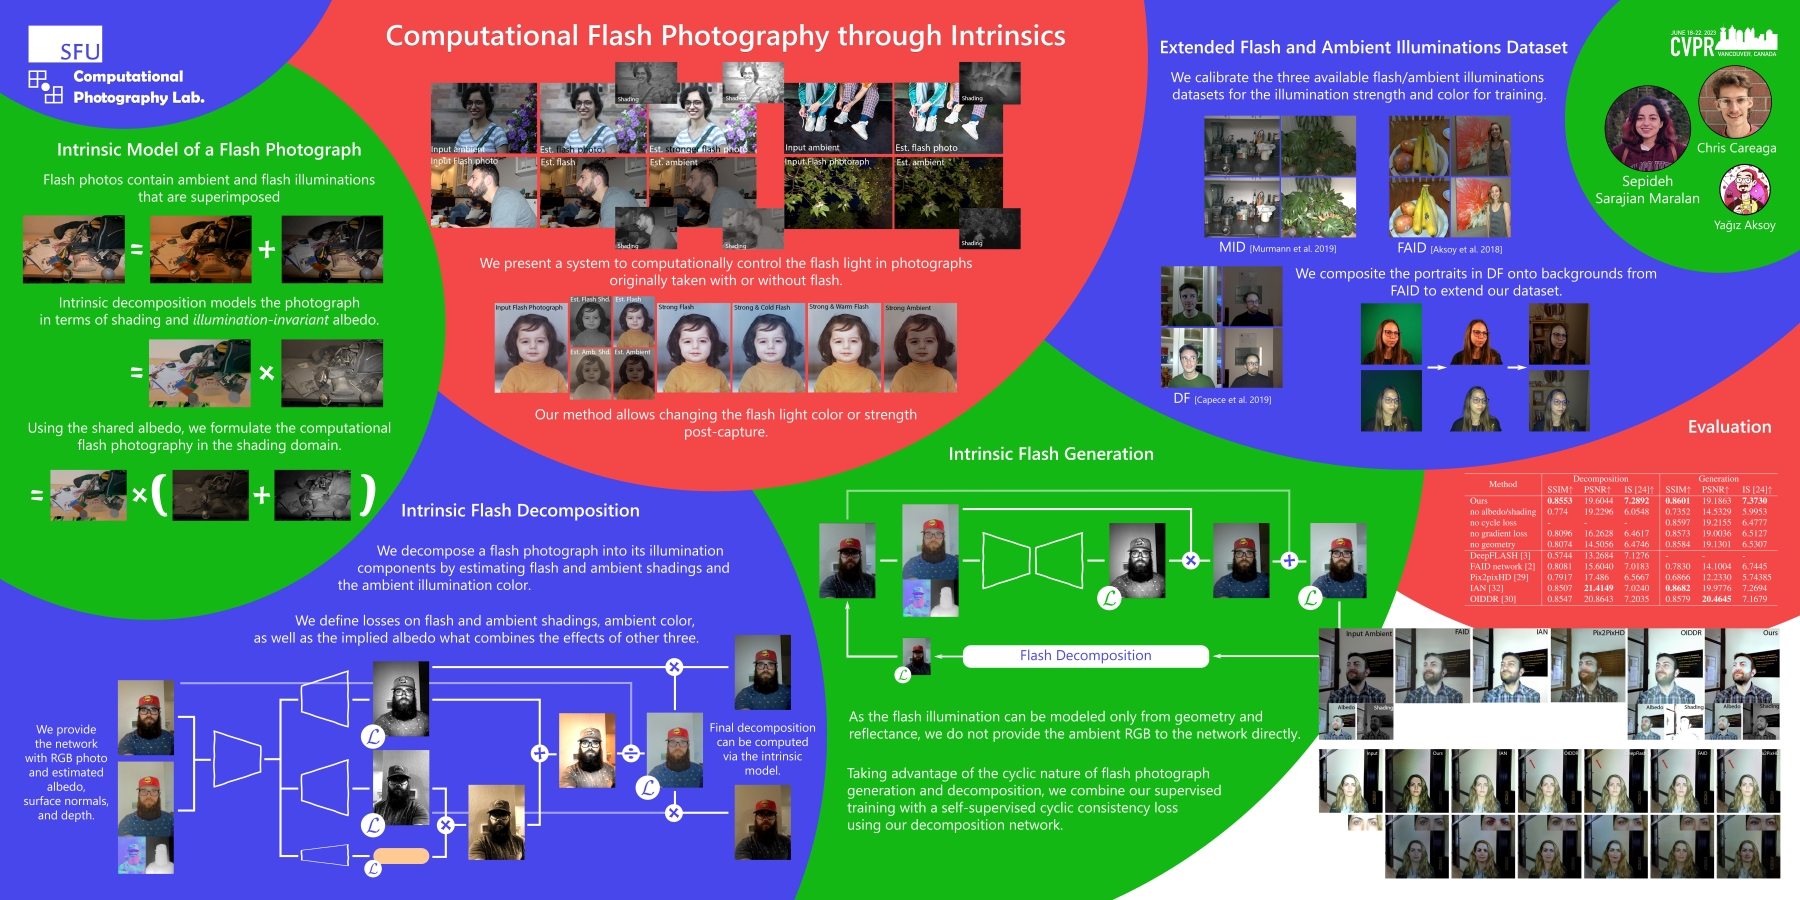 SFU
Computational
Photography Lab.
Intrinsic Model of a Flash Photograph
Flash photos contain ambient and flash illuminations
that are superimposed
=
+
Intrinsic decomposition models the photograph
in terms of shading and illumination-invariant albedo.
=
×
Using the shared albedo, we formulate the computational
flash photography in the shading domain.
= × ( + )
Computational Flash Photography through Intrinsics
Shading
Shading
Shading
Input ambient
Est. flash photo
Est. stronger flash photo
Input ambient
Est. flash photo
Input Flash photo
Est. flash
Est. ambient
Input Flash photograph
Est. ambient
Shading
Shading
Shading
We present a system to computationally control the flash light in photographs
originally taken with or without flash.
Input Flash Photograph
Est. Flash Shd.
Est. Flash
Strong Flash
Strong & Cold Flash
Strong & Warm Flash
Strong Ambient
Est. Amb. Shd.
Est. Ambient
Our method allows changing the flash light color or strength
post-capture.
Extended Flash and Ambient Illuminations Dataset
We calibrate the three available flash/ambient illuminations
datasets for the illumination strength and color for training.
MID [Murmann et al. 2019]
FAID [Aksoy et al. 2018]
We composite the portraits in DF onto backgrounds from
FAID to extend our dataset.
DF [Capece et al. 2019]
JUNE 18-22, 2023
CVPR
VANCOUVER, CANADA
Chris Careaga
Sepideh
Sarajian Maralan
Yağız Aksoy
Intrinsic Flash Decomposition
We decompose a flash photograph into its illumination
components by estimating flash and ambient shadings and
the ambient illumination color.
We define losses on flash and ambient shadings, ambient color,
as well as the implied albedo what combines the effects of other three.
We provide
the network
with RGB photo
and estimated
albedo,
surface normals,
and depth.
ℒ
ℒ
ℒ
ℒ
×
+
÷
×
×
Final decomposition
can be computed
via the intrinsic
model.
Intrinsic Flash Generation
ℒ
×
+
ℒ
ℒ
Flash Decomposition
As the flash illumination can be modeled only from geometry and
reflectance, we do not provide the ambient RGB to the network directly.
Taking advantage of the cyclic nature of flash photograph
generation and decomposition, we combine our supervised
training with a self-supervised cyclic consistency loss
using our decomposition network.
Evaluation
Method Decomposition Generation
SSIM↑ PSNR↑ IS [24]↑ SSIM↑ PSNR↑ IS [24]↑
Ours 0.8553 19.6044 7.2892 0.8601 19.1863 7.3730
no albedo/shading 0.774 19.2296 6.0548 0.7352 14.5329 5.9953
no cycle loss - - - 0.8597 19.2155 6.4777
no gradient loss 0.8096 16.2628 6.4617 0.8573 19.0036 6.5127
no geometry 0.8074 14.5056 6.4746 0.8584 19.1301 6.5307
DeepFLASH [3] 0.5744 13.2684 7.1276 - - -
FAID network [2] 0.8081 15.6040 7.0183 0.7830 14.1004 6.7445
Pix2pixHD [29] 0.7917 17.486 6.5667 0.6866 12.2330 5.74385
IAN [32] 0.8507 21.4149 7.0240 0.8682 19.9776 7.2694
OIDDR [30] 0.8547 20.8643 7.2035 0.8579 20.4645 7.1679
Input Ambient
FAID
IAN
Pix2PixHD
OIDDR
Ours
Albedo
Shading
Albedo
Shading
Albedo
Shading
Input
Ours
IAN
OIDDR
FAID